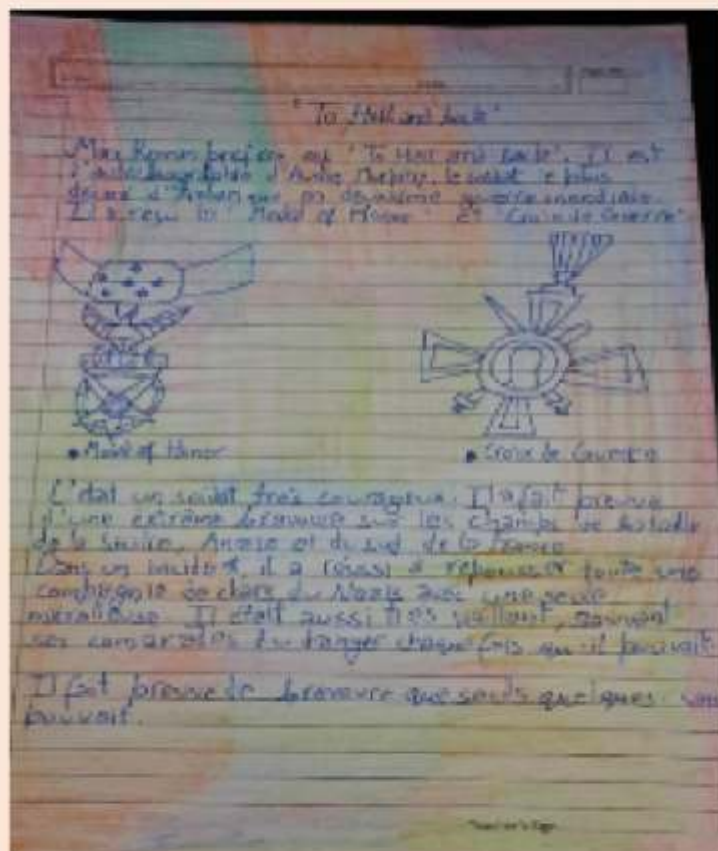 "To Hell and back"
Mon Roman préféré est "To Hell and back". Il est
l'autobiographie d'Audie Murphy, le soldat le plus
décoré d'Amérique en deuxième guerre mondiale.
Il a reçu la "Medal of Honor" et "Croix de Guerre"
• Medal of Honor
• Croix de Guerre
C'était un soldat très courageux. Il a fait preuve
d'une extrême bravoure sur les champs de bataille
de la Sicile, Anzio et du sud de la France
Dans un incident, il a réussi à repousser toute une
compagnie de chars du Nazis avec une seule
mitrailleuse. Il était aussi très vaillant, sauvant
ses camarades du danger chaque fois qu'il pouvait.
Il fait preuve de bravoure que seuls quelques
pouvait.
Teacher's Sign